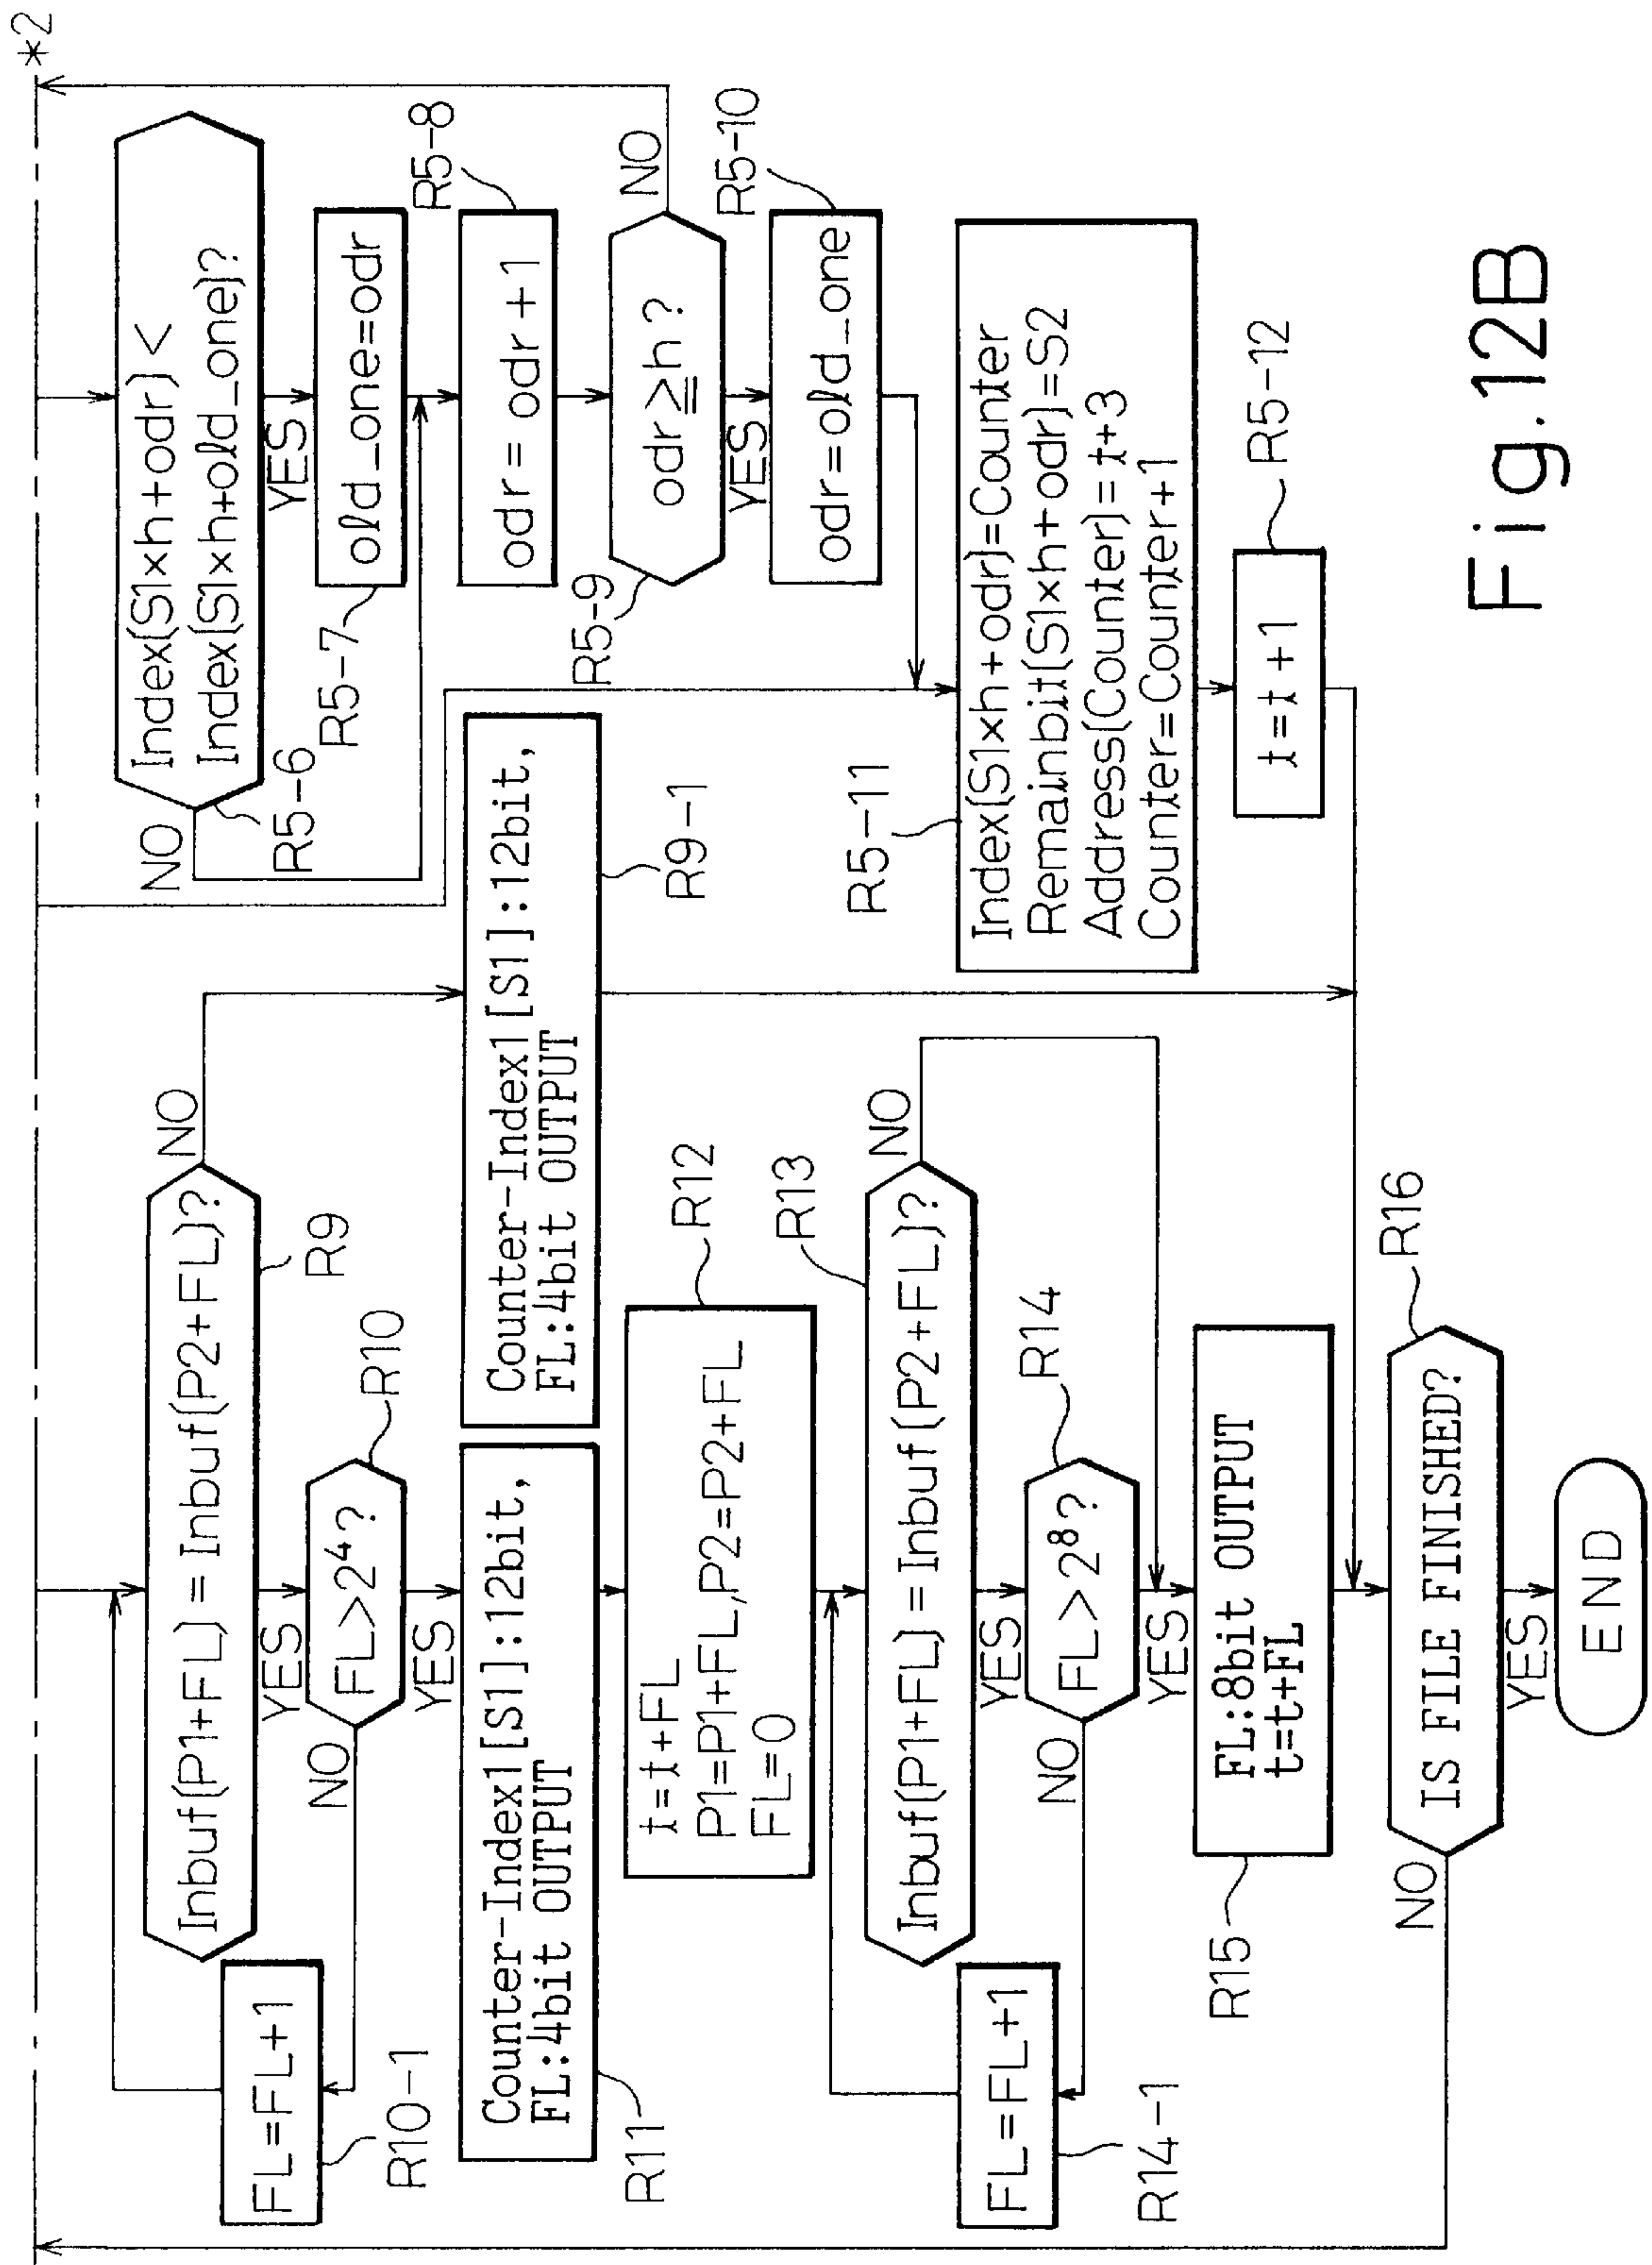 *2
Inbuf(P1+FL) = Inbuf(P2+FL)?
NO
R9
YES
FL>2⁴?
R10
NO
YES
FL=FL+1
R10-1
Counter-Index1[S1]:12bit,
FL:4bit OUTPUT
R11
Counter-Index1[S1]:12bit,
FL:4bit OUTPUT
R9-1
t=t+FL
P1=P1+FL,P2=P2+FL
FL=0
R12
Inbuf(P1+FL)=Inbuf(P2+FL)?
R13
NO
YES
FL>2⁸?
R14
NO
YES
FL=FL+1
R14-1
FL:8bit OUTPUT
t=t+FL
R15
IS FILE FINISHED?
R16
NO
YES
END
Index(S1×h+odr)<
Index(S1×h+old_one)?
NO
R5-6
YES
old_one=odr
R5-7
odr=odr+1
R5-8
odr≧h?
R5-9
NO
YES
odr=old_one
R5-10
Index(S1×h+odr)=Counter
Remainbit(S1×h+odr)=S2
Address(Counter)=t+3
Counter=Counter+1
R5-11
t=t+1
R5-12
Fig.12B